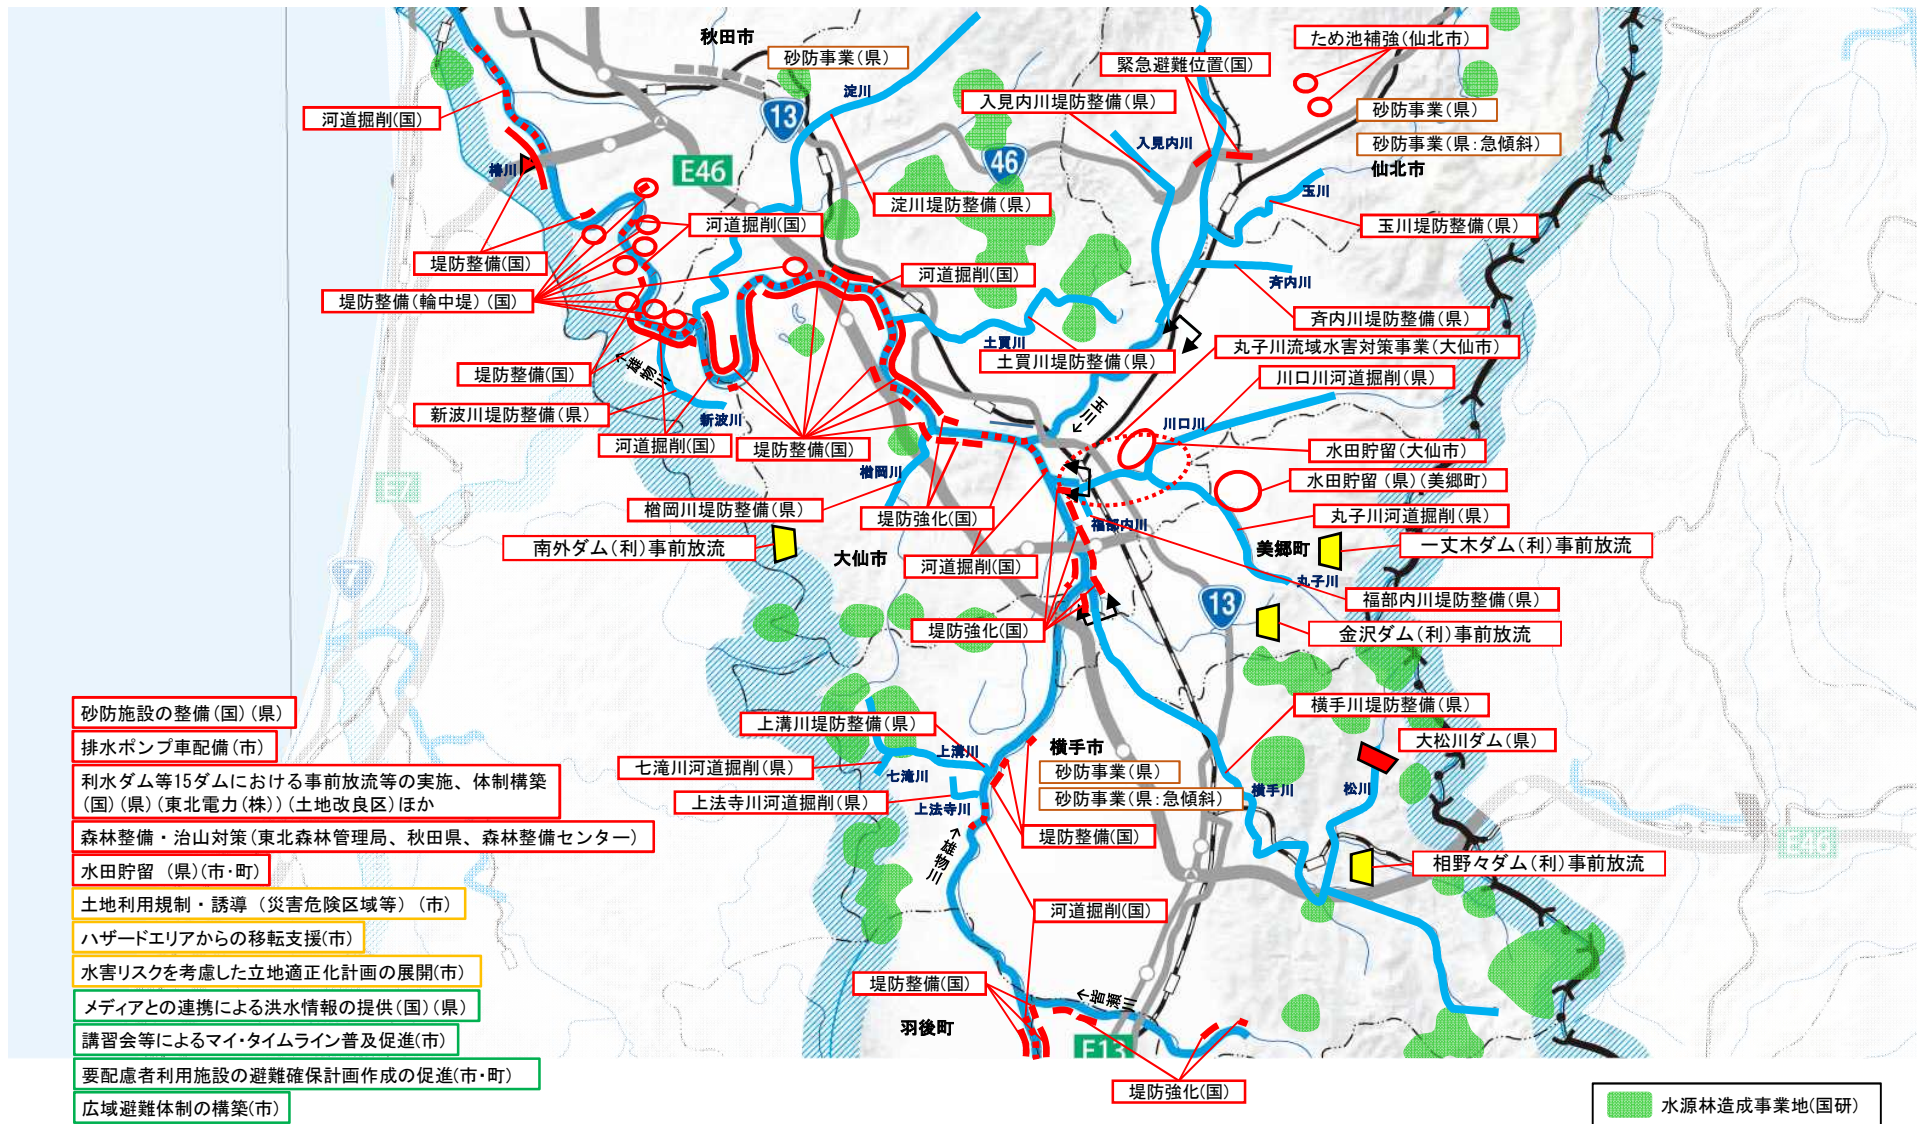 秋田市
砂防事業(県)
ため池補強(仙北市)
緊急避難位置(国)
淀川
入見内川堤防整備(県)
砂防事業(県)
河道掘削(国)
13
砂防事業(県:急傾斜)
入見内川
46
仙北市
椿川
E46
玉川
淀川堤防整備(県)
河道掘削(国)
玉川堤防整備(県)
堤防整備(国)
河道掘削(国)
斉内川
堤防整備(輪中堤)(国)
斉内川堤防整備(県)
土買川
丸子川流域水害対策事業(大仙市)
土買川堤防整備(県)
堤防整備(国)
←雄物川
川口川河道掘削(県)
新波川堤防整備(県)
新波川
玉川→
川口川
河道掘削(国)
堤防整備(国)
水田貯留(大仙市)
楢岡川
E7
水田貯留(県)(美郷町)
楢岡川堤防整備(県)
堤防強化(国)
丸子川河道掘削(県)
福部内川
南外ダム(利)事前放流
大仙市
美郷町
一丈木ダム(利)事前放流
河道掘削(国)
7
丸子川
13
福部内川堤防整備(県)
堤防強化(国)
金沢ダム(利)事前放流
横手川堤防整備(県)
砂防施設の整備(国)(県)
上溝川堤防整備(県)
大松川ダム(県)
排水ポンプ車配備(市)
横手市
上溝川
七滝川河道掘削(県)
七滝川
砂防事業(県)
利水ダム等15ダムにおける事前放流等の実施、体制構築
(国)(県)(東北電力(株))(土地改良区)ほか
横手川
松川
砂防事業(県:急傾斜)
上法寺川河道掘削(県)
上法寺川
森林整備・治山対策(東北森林管理局、秋田県、森林整備センター)
堤防整備(国)
E46
←雄物川
水田貯留 (県)(市・町)
相野々ダム(利)事前放流
土地利用規制・誘導(災害危険区域等)(市)
河道掘削(国)
ハザードエリアからの移転支援(市)
水害リスクを考慮した立地適正化計画の展開(市)
堤防整備(国)
メディアとの連携による洪水情報の提供(国)(県)
←皆瀬川
羽後町
講習会等によるマイ・タイムライン普及促進(市)
E13
要配慮者利用施設の避難確保計画作成の促進(市・町)
堤防強化(国)
広域避難体制の構築(市)
水源林造成事業地(国研)